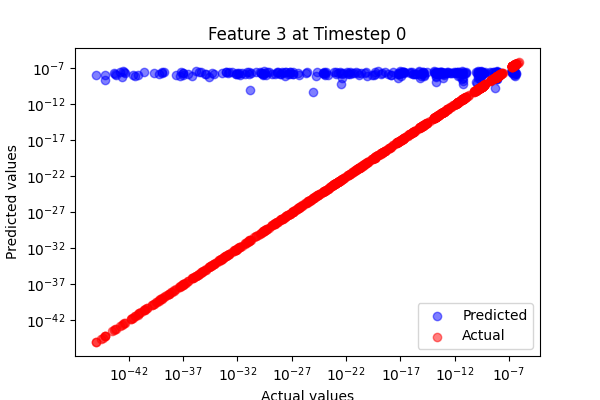 Feature 3 at Timestep 0
Predicted values
10⁻⁷
10⁻¹²
10⁻¹⁷
10⁻²²
10⁻²⁷
10⁻³²
10⁻³⁷
10⁻⁴²
Predicted
Actual
10⁻⁴² 10⁻³⁷ 10⁻³² 10⁻²⁷ 10⁻²² 10⁻¹⁷ 10⁻¹² 10⁻⁷
Actual values